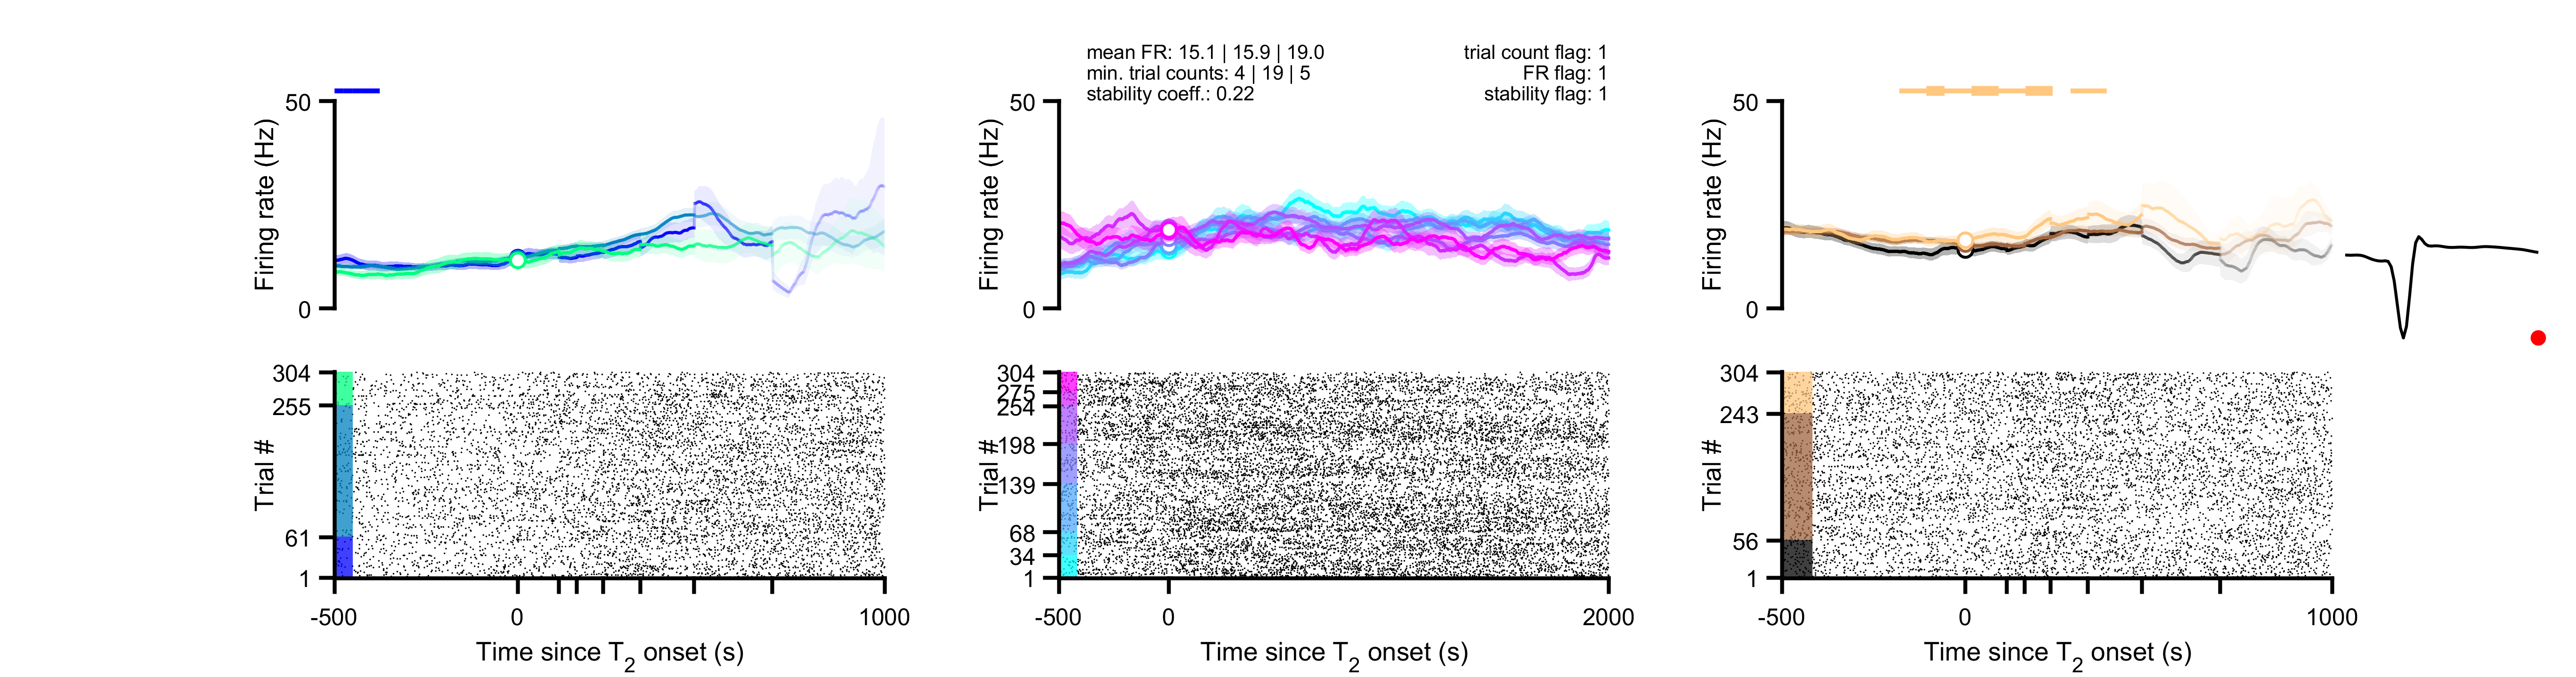 mean FR: 15.1 | 15.9 | 19.0
min. trial counts: 4 | 19 | 5
stability coeff.: 0.22
trial count flag: 1
FR flag: 1
stability flag: 1
50
0
Firing rate (Hz)
50
0
Firing rate (Hz)
50
0
Firing rate (Hz)
304
255
61
1
Trial #
-500
0
1000
Time since T2 onset (s)
304
275
254
198
139
68
34
1
Trial #
-500
0
2000
Time since T2 onset (s)
304
243
56
1
Trial #
-500
0
1000
Time since T2 onset (s)